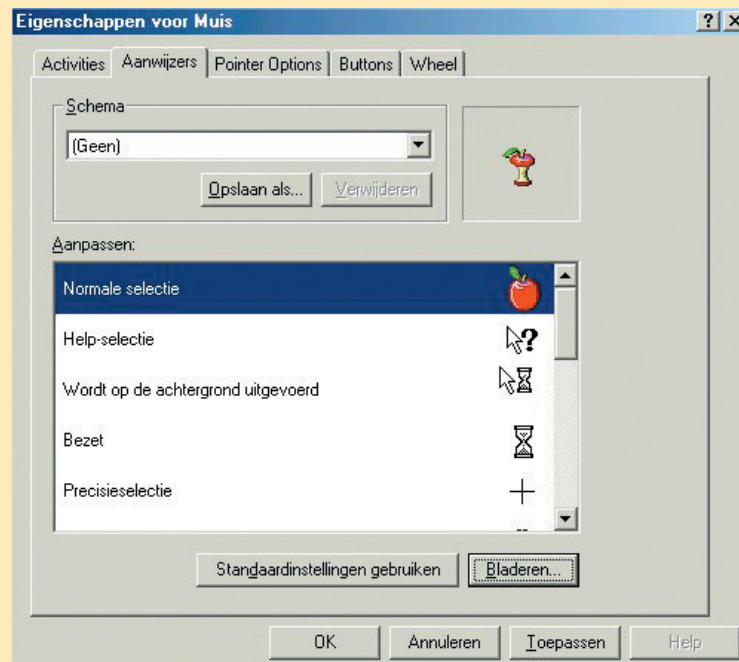 Eigenschappen voor Muis
Activities Aanwijzers Pointer Options Buttons Wheel
Schema
(Geen)
Opslaan als... Verwijderen
Aanpassen:
Normale selectie
Help-selectie
Wordt op de achtergrond uitgevoerd
Bezet
Precisieselectie
Standaardinstellingen gebruiken Bladeren...
OK Annuleren Toepassen Help